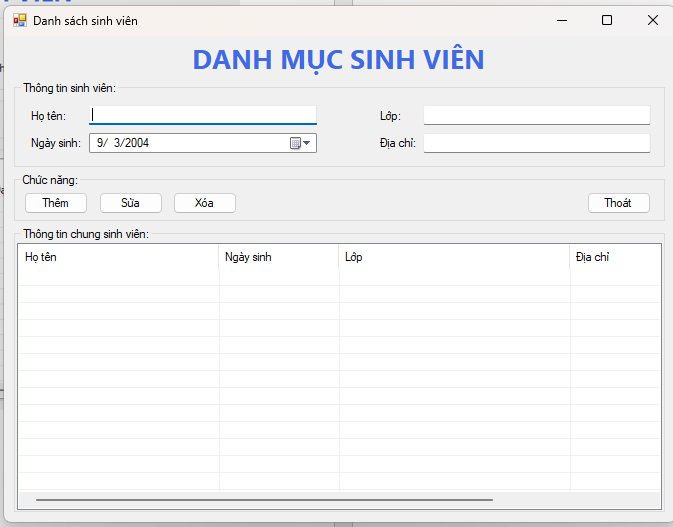 Danh sách sinh viên
DANH MỤC SINH VIÊN
Thông tin sinh viên:
Họ tên:
Lớp:
Ngày sinh: 9/ 3/2004
Địa chỉ:
Chức năng:
Thêm Sửa Xóa Thoát
Thông tin chung sinh viên:
Họ tên Ngày sinh Lớp Địa chỉ